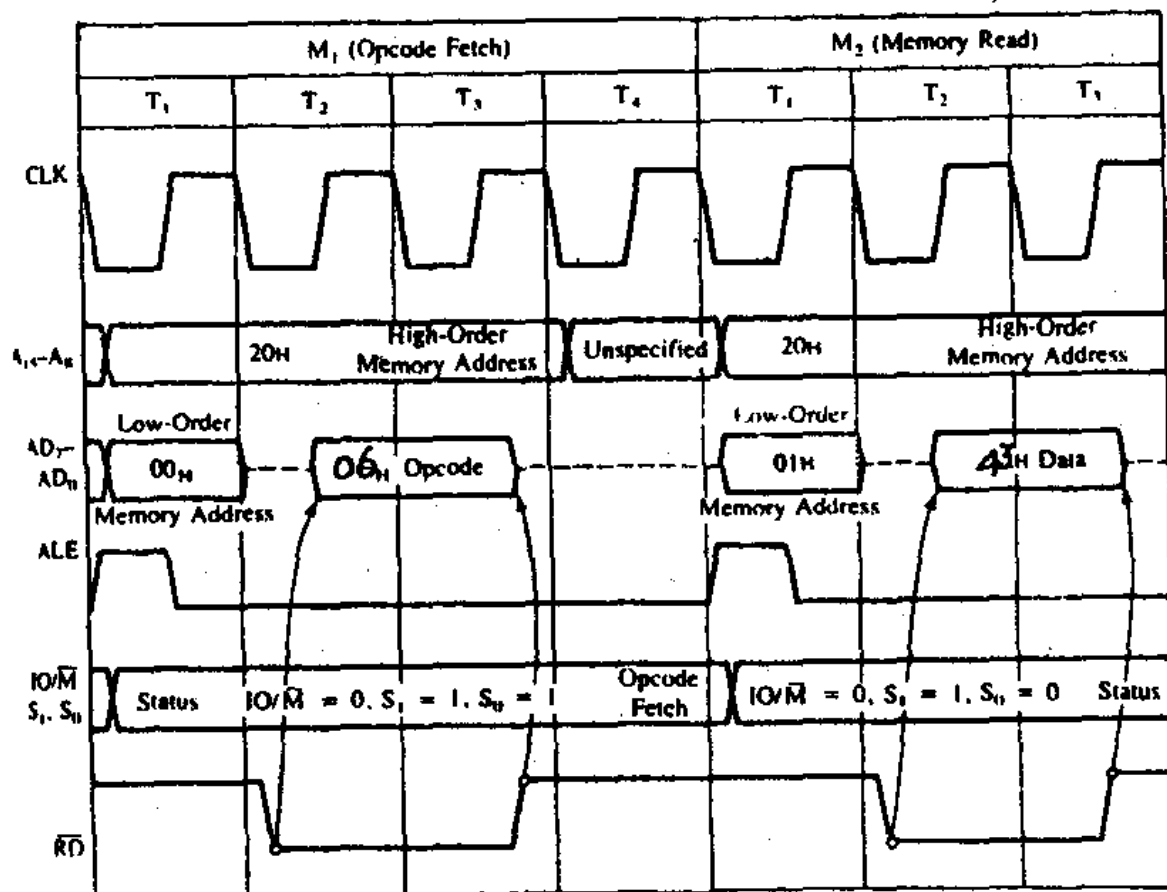 M₁ (Opcode Fetch) M₂ (Memory Read)
T₁ T₂ T₃ T₄ T₁ T₂ T₃
CLK
High-Order High-Order
20H Memory Address Unspecified 20H Memory Address
Low-Order Low-Order
AD₇–
AD₀ 00H 06H Opcode 01H 43H Data
Memory Address Memory Address
ALE
IO/M̅ Opcode
S₁, S₀ Status IO/M̅ = 0, S₁ = 1, S₀ = 1 Fetch IO/M̅ = 0, S₁ = 1, S₀ = 0 Status
R̅D̅